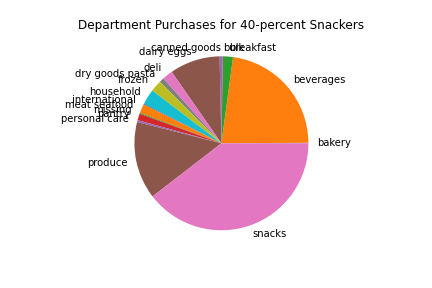 Department Purchases for 40-percent Snackers
bakery
beverages
breakfast
bulk
canned goods
dairy eggs
deli
dry goods pasta
frozen
household
international
meat seafood
missing
pantry
personal care
produce
snacks